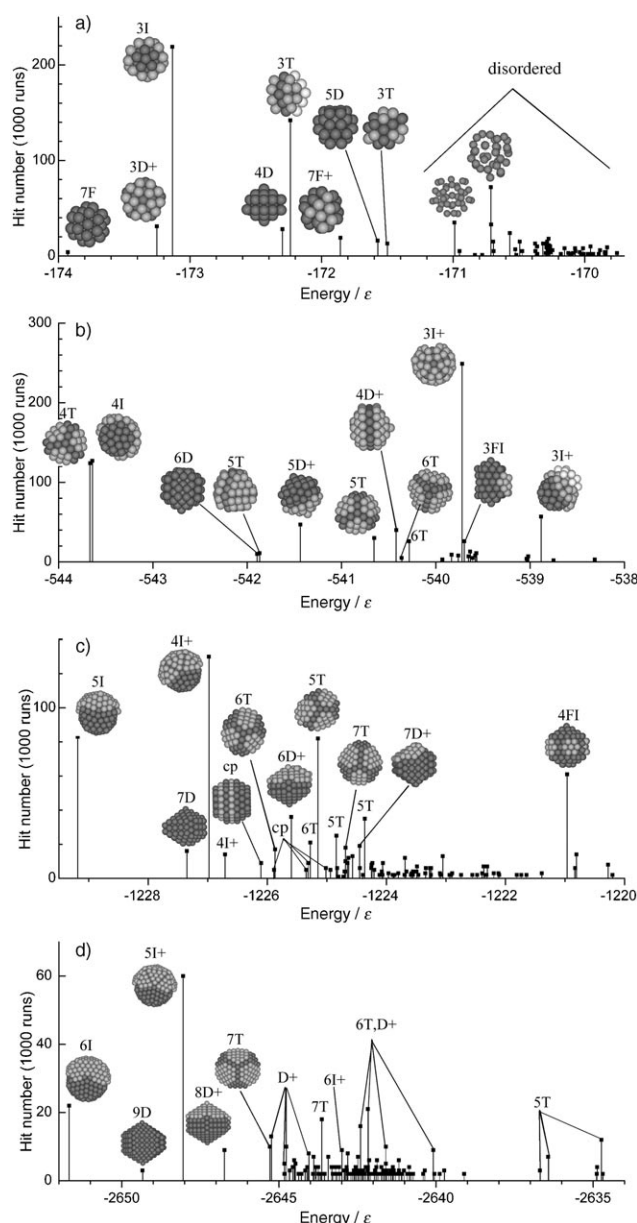 a)
Hit number (1000 runs)
200
100
0
3I
3T
5D
3T
disordered
3D+
4D
7F+
7F
-174
-173
-172
-171
-170
Energy / ε
b)
Hit number (1000 runs)
300
200
100
0
3I+
4D+
4T
4I
6D
5T
5D+
5T
6T
3FI
3I+
6T
-544
-543
-542
-541
-540
-539
-538
Energy / ε
c)
Hit number (1000 runs)
100
50
0
4I+
5I
6T
5T
7T
7D+
4FI
6D+
cp
7D
4I+
cp
6T
5T
5T
-1228
-1226
-1224
-1222
-1220
Energy / ε
d)
Hit number (1000 runs)
60
40
20
0
5I+
6I
7T
6T,D+
D+
6I+
8D+
9D
7T
5T
-2650
-2645
-2640
-2635
Energy / ε